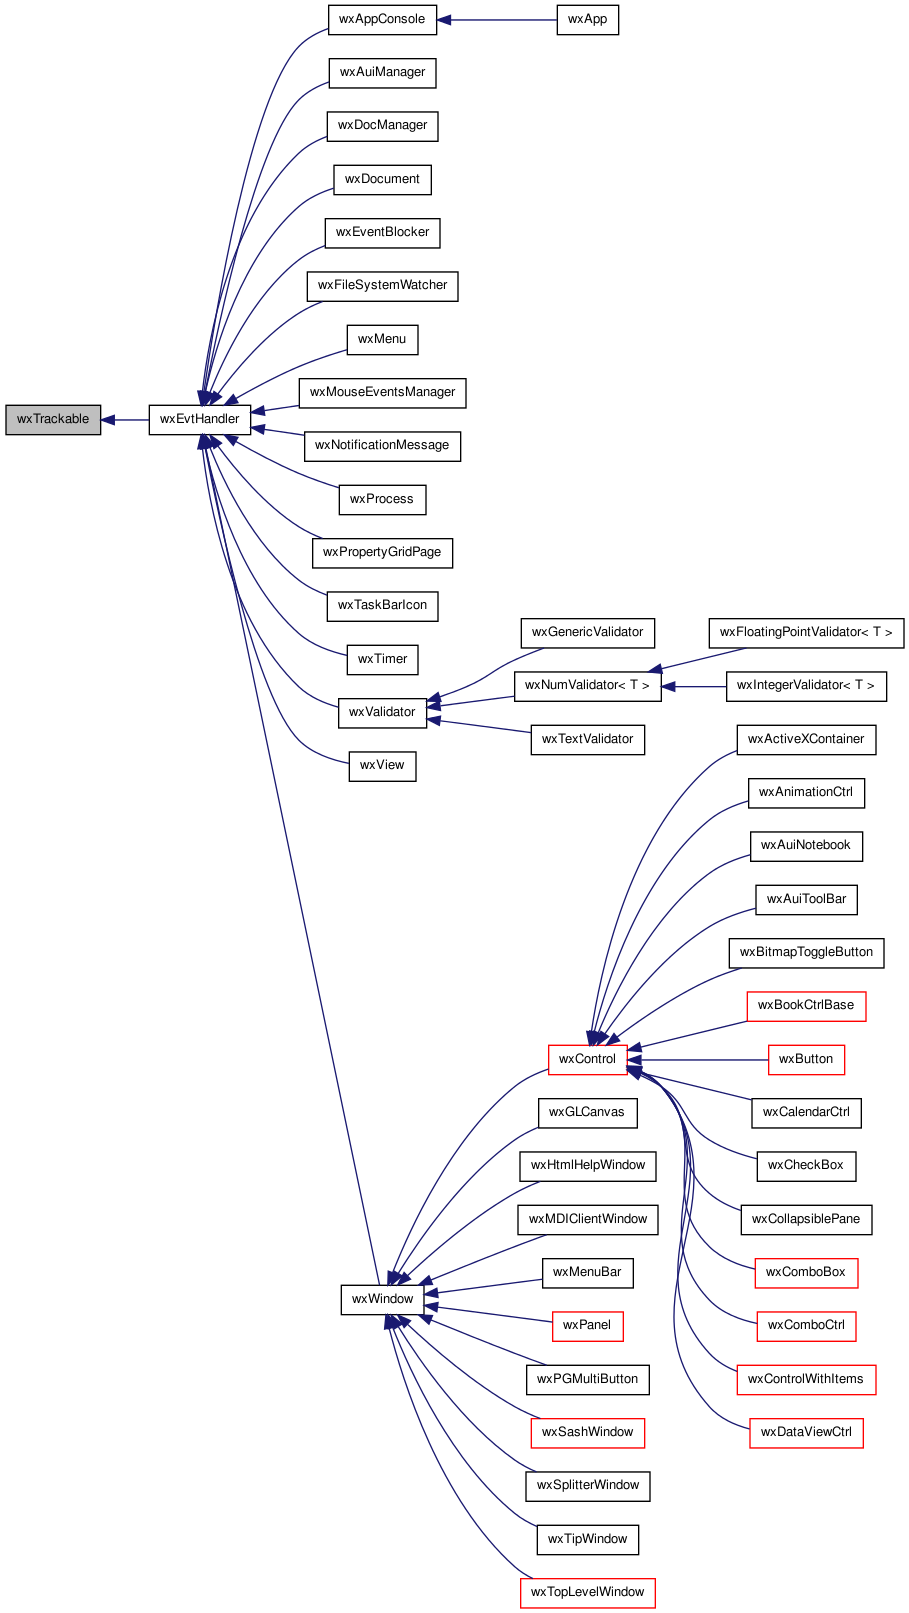 wxAppConsole
wxApp
wxAuiManager
wxDocManager
wxDocument
wxEventBlocker
wxFileSystemWatcher
wxMenu
wxMouseEventsManager
wxTrackable
wxEvtHandler
wxNotificationMessage
wxProcess
wxPropertyGridPage
wxTaskBarIcon
wxTimer
wxValidator
wxView
wxGenericValidator
wxNumValidator< T >
wxTextValidator
wxFloatingPointValidator< T >
wxIntegerValidator< T >
wxActiveXContainer
wxAnimationCtrl
wxAuiNotebook
wxAuiToolBar
wxBitmapToggleButton
wxBookCtrlBase
wxControl
wxButton
wxCalendarCtrl
wxCheckBox
wxCollapsiblePane
wxComboBox
wxComboCtrl
wxControlWithItems
wxDataViewCtrl
wxGLCanvas
wxHtmlHelpWindow
wxMDIClientWindow
wxMenuBar
wxWindow
wxPanel
wxPGMultiButton
wxSashWindow
wxSplitterWindow
wxTipWindow
wxTopLevelWindow